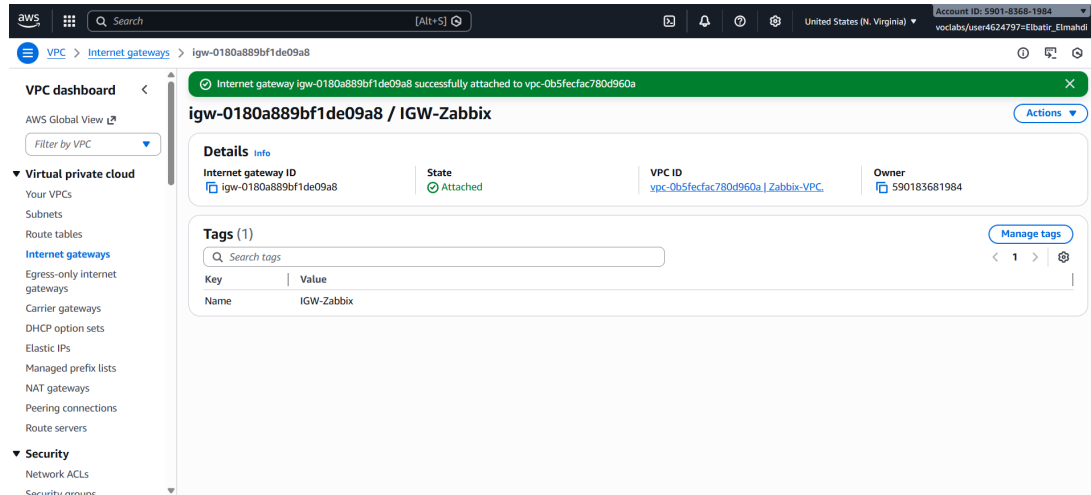 aws
Search
[Alt+S]
United States (N. Virginia)
Account ID: 5901-8368-1984
voclabs/user4624797=Elbatir_Elmahdi
VPC > Internet gateways > igw-0180a889bf1de09a8
VPC dashboard
AWS Global View
Filter by VPC
Virtual private cloud
Your VPCs
Subnets
Route tables
Internet gateways
Egress-only internet
gateways
Carrier gateways
DHCP option sets
Elastic IPs
Managed prefix lists
NAT gateways
Peering connections
Route servers
Security
Network ACLs
Security groups
Internet gateway igw-0180a889bf1de09a8 successfully attached to vpc-0b5fecfac780d960a
igw-0180a889bf1de09a8 / IGW-Zabbix
Actions
Details Info
Internet gateway ID
igw-0180a889bf1de09a8
State
Attached
VPC ID
vpc-0b5fecfac780d960a | Zabbix-VPC.
Owner
590183681984
Tags (1)
Manage tags
Search tags
1
Key Value
Name IGW-Zabbix